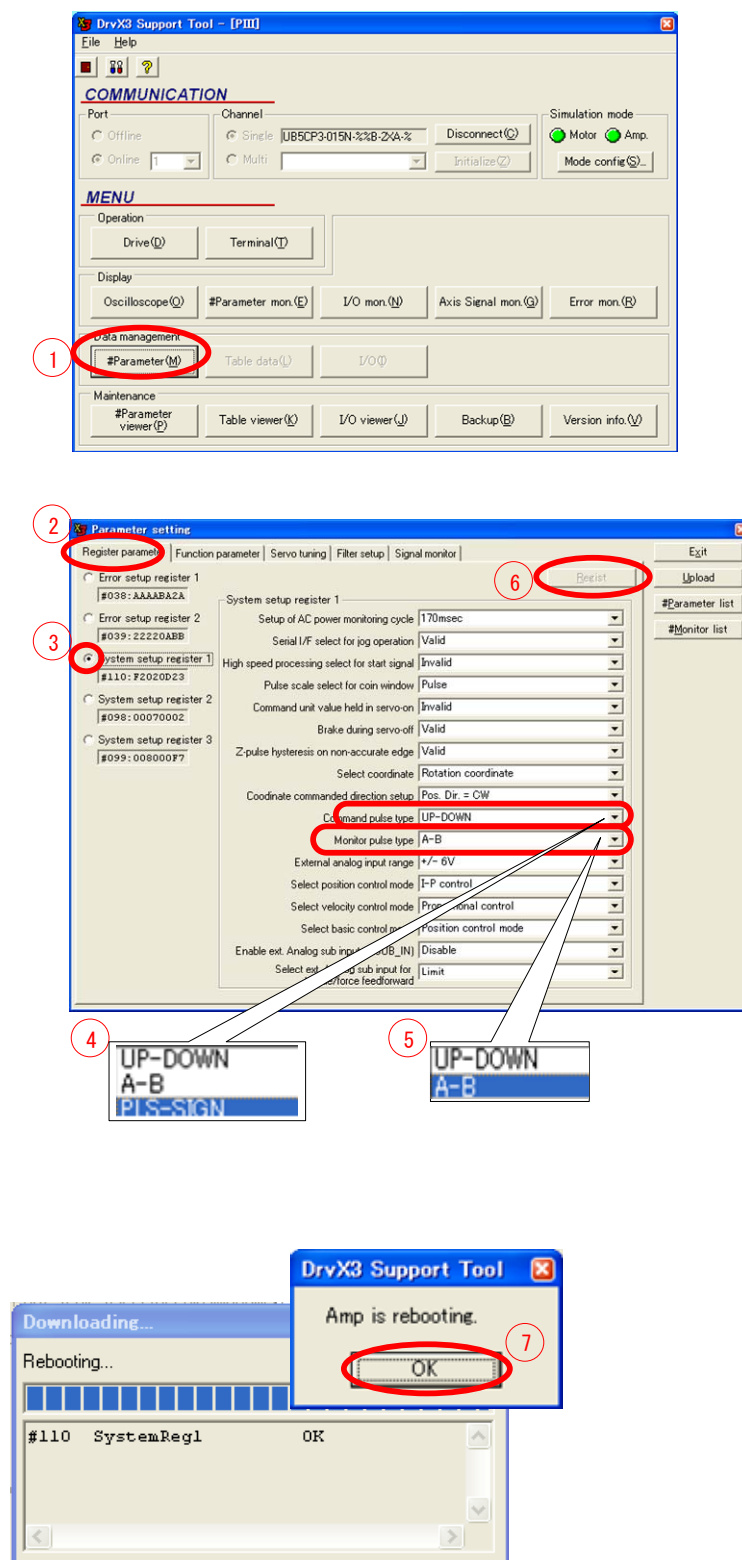 DrvX3 Support Tool - [PIII]
File Help
COMMUNICATION
Port Channel Simulation mode
Offline Single UB5CP3-015N-%%B-2XA-% Disconnect(C) Motor Amp.
Online 1 Multi Initialize(Z) Mode config(S)...
MENU
Operation
Drive(D) Terminal(T)
Display
Oscilloscope(O) #Parameter mon.(E) I/O mon.(N) Axis Signal mon.(G) Error mon.(R)
Data management
1 #Parameter(M) Table data(L) I/O(I)
Maintenance
#Parameter viewer(P) Table viewer(K) I/O viewer(J) Backup(B) Version info.(V)
2 Parameter setting
Register parameter Function parameter Servo tuning Filter setup Signal monitor Exit
Error setup register 1 6 Regist Upload
#038:AAAABA2A System setup register 1 #Parameter list
Error setup register 2 Setup of AC power monitoring cycle 170msec #Monitor list
#039:22220ABB Serial I/F select for jog operation Valid
3 System setup register 1 High speed processing select for start signal Invalid
#110:F2020D23 Pulse scale select for coin window Pulse
System setup register 2 Command unit value held in servo-on Invalid
#098:00070002 Brake during servo-off Valid
System setup register 3 Z-pulse hysteresis on non-accurate edge Valid
#099:008000F7
Select coordinate Rotation coordinate
Coodinate commanded direction setup Pos. Dir. = CW
Command pulse type UP-DOWN
Monitor pulse type A-B
External analog input range +/- 6V
Select position control mode I-P control
Select velocity control mode Proportional control
Select basic control mode Position control mode
Enable ext. Analog sub input (SUB_IN) Disable
Select ext. Analog sub input for Limit
/force feedforward
4 5
UP-DOWN UP-DOWN
A-B A-B
PLS-SIGN
DrvX3 Support Tool
Amp is rebooting.
7
OK
Downloading...
Rebooting...
#110 SystemReg1 OK